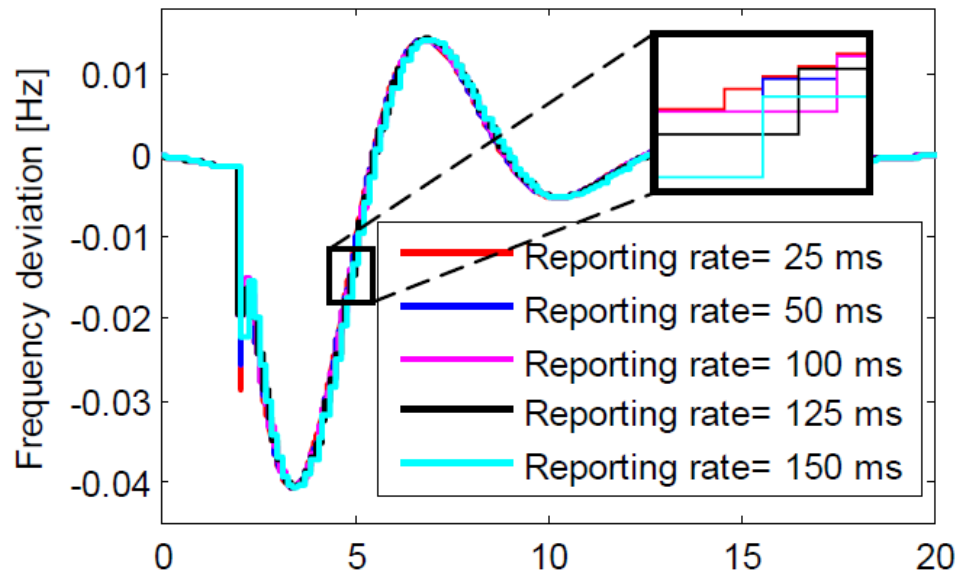 Frequency deviation [Hz]
0.01
0
-0.01
-0.02
-0.03
-0.04
Reporting rate= 25 ms
Reporting rate= 50 ms
Reporting rate= 100 ms
Reporting rate= 125 ms
Reporting rate= 150 ms
0 5 10 15 20